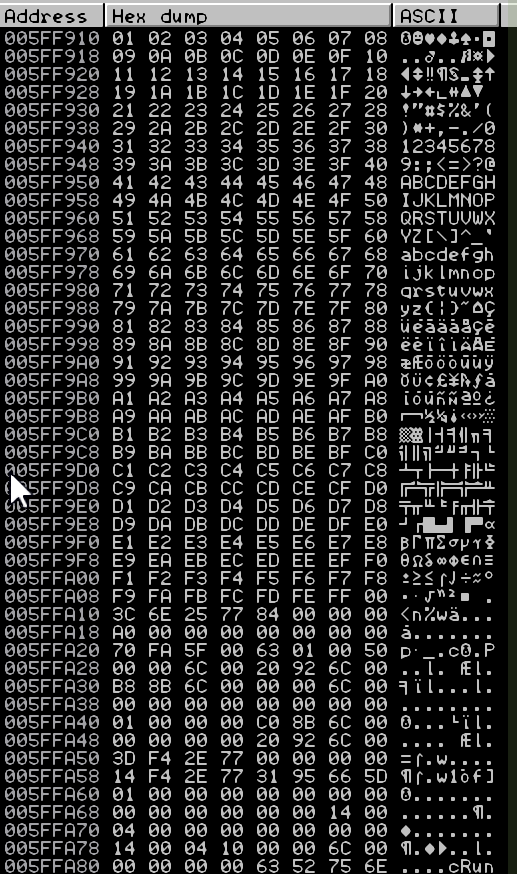 Address Hex dump ASCII
005FF910 01 02 03 04 05 06 07 08 ☺☻♥♦♣♠•◘
005FF918 09 0A 0B 0C 0D 0E 0F 10 ..♂..♫☼►
005FF920 11 12 13 14 15 16 17 18 ◄↕‼¶§▬↨↑
005FF928 19 1A 1B 1C 1D 1E 1F 20 ↓→←∟↔▲▼
005FF930 21 22 23 24 25 26 27 28 !"#$%&'(
005FF938 29 2A 2B 2C 2D 2E 2F 30 )*+,-./0
005FF940 31 32 33 34 35 36 37 38 12345678
005FF948 39 3A 3B 3C 3D 3E 3F 40 9:;<=>?@
005FF950 41 42 43 44 45 46 47 48 ABCDEFGH
005FF958 49 4A 4B 4C 4D 4E 4F 50 IJKLMNOP
005FF960 51 52 53 54 55 56 57 58 QRSTUVWX
005FF968 59 5A 5B 5C 5D 5E 5F 60 YZ[\]^_`
005FF970 61 62 63 64 65 66 67 68 abcdefgh
005FF978 69 6A 6B 6C 6D 6E 6F 70 ijklmnop
005FF980 71 72 73 74 75 76 77 78 qrstuvwx
005FF988 79 7A 7B 7C 7D 7E 7F 80 yz{|}~⌂Ç
005FF990 81 82 83 84 85 86 87 88 üéâäàåçê
005FF998 89 8A 8B 8C 8D 8E 8F 90 ëèïîìÄÅÉ
005FF9A0 91 92 93 94 95 96 97 98 æÆôöòûùÿ
005FF9A8 99 9A 9B 9C 9D 9E 9F A0 ÖÜ¢£¥₧ƒá
005FF9B0 A1 A2 A3 A4 A5 A6 A7 A8 íóúñÑªº¿
005FF9B8 A9 AA AB AC AD AE AF B0 ⌐¬½¼¡«»░
005FF9C0 B1 B2 B3 B4 B5 B6 B7 B8 ▒▓│┤╡╢╖╕
005FF9C8 B9 BA BB BC BD BE BF C0 ╣║╗╝╜╛┐└
005FF9D0 C1 C2 C3 C4 C5 C6 C7 C8 ┴┬├─┼╞╟╚
005FF9D8 C9 CA CB CC CD CE CF D0 ╔╩╦╠═╬╧╨
005FF9E0 D1 D2 D3 D4 D5 D6 D7 D8 ╤╥╙╘╒╓╫╪
005FF9E8 D9 DA DB DC DD DE DF E0 ┘┌█▄▌▐▀α
005FF9F0 E1 E2 E3 E4 E5 E6 E7 E8 βΓπΣσµτΦ
005FF9F8 E9 EA EB EC ED EE EF F0 ΘΩδ∞φε∩≡
005FFA00 F1 F2 F3 F4 F5 F6 F7 F8 ±≥≤⌠⌡÷≈°
005FFA08 F9 FA FB FC FD FE FF 00 ∙·√ⁿ²■ .
005FFA10 3C 6E 25 77 84 00 00 00 <n%wä...
005FFA18 A0 00 00 00 00 00 00 00 á.......
005FFA20 70 FA 5F 00 63 01 00 50 p·_.c☺.P
005FFA28 00 00 6C 00 20 92 6C 00 ..l. Æl.
005FFA30 B8 8B 6C 00 00 00 6C 00 ╕ïl...l.
005FFA38 00 00 00 00 00 00 00 00 ........
005FFA40 01 00 00 00 C0 8B 6C 00 ☺...└ïl.
005FFA48 00 00 00 00 20 92 6C 00 .... Æl.
005FFA50 3D F4 2E 77 00 00 00 00 =⌠.w....
005FFA58 14 F4 2E 77 31 95 66 5D ¶⌠.w1òf]
005FFA60 01 00 00 00 00 00 00 00 ☺.......
005FFA68 00 00 00 00 00 00 14 00 ......¶.
005FFA70 04 00 00 00 00 00 00 00 ♦.......
005FFA78 14 00 04 10 00 00 6C 00 ¶.♦►..l.
005FFA80 00 00 00 00 63 52 75 6E ....cRun